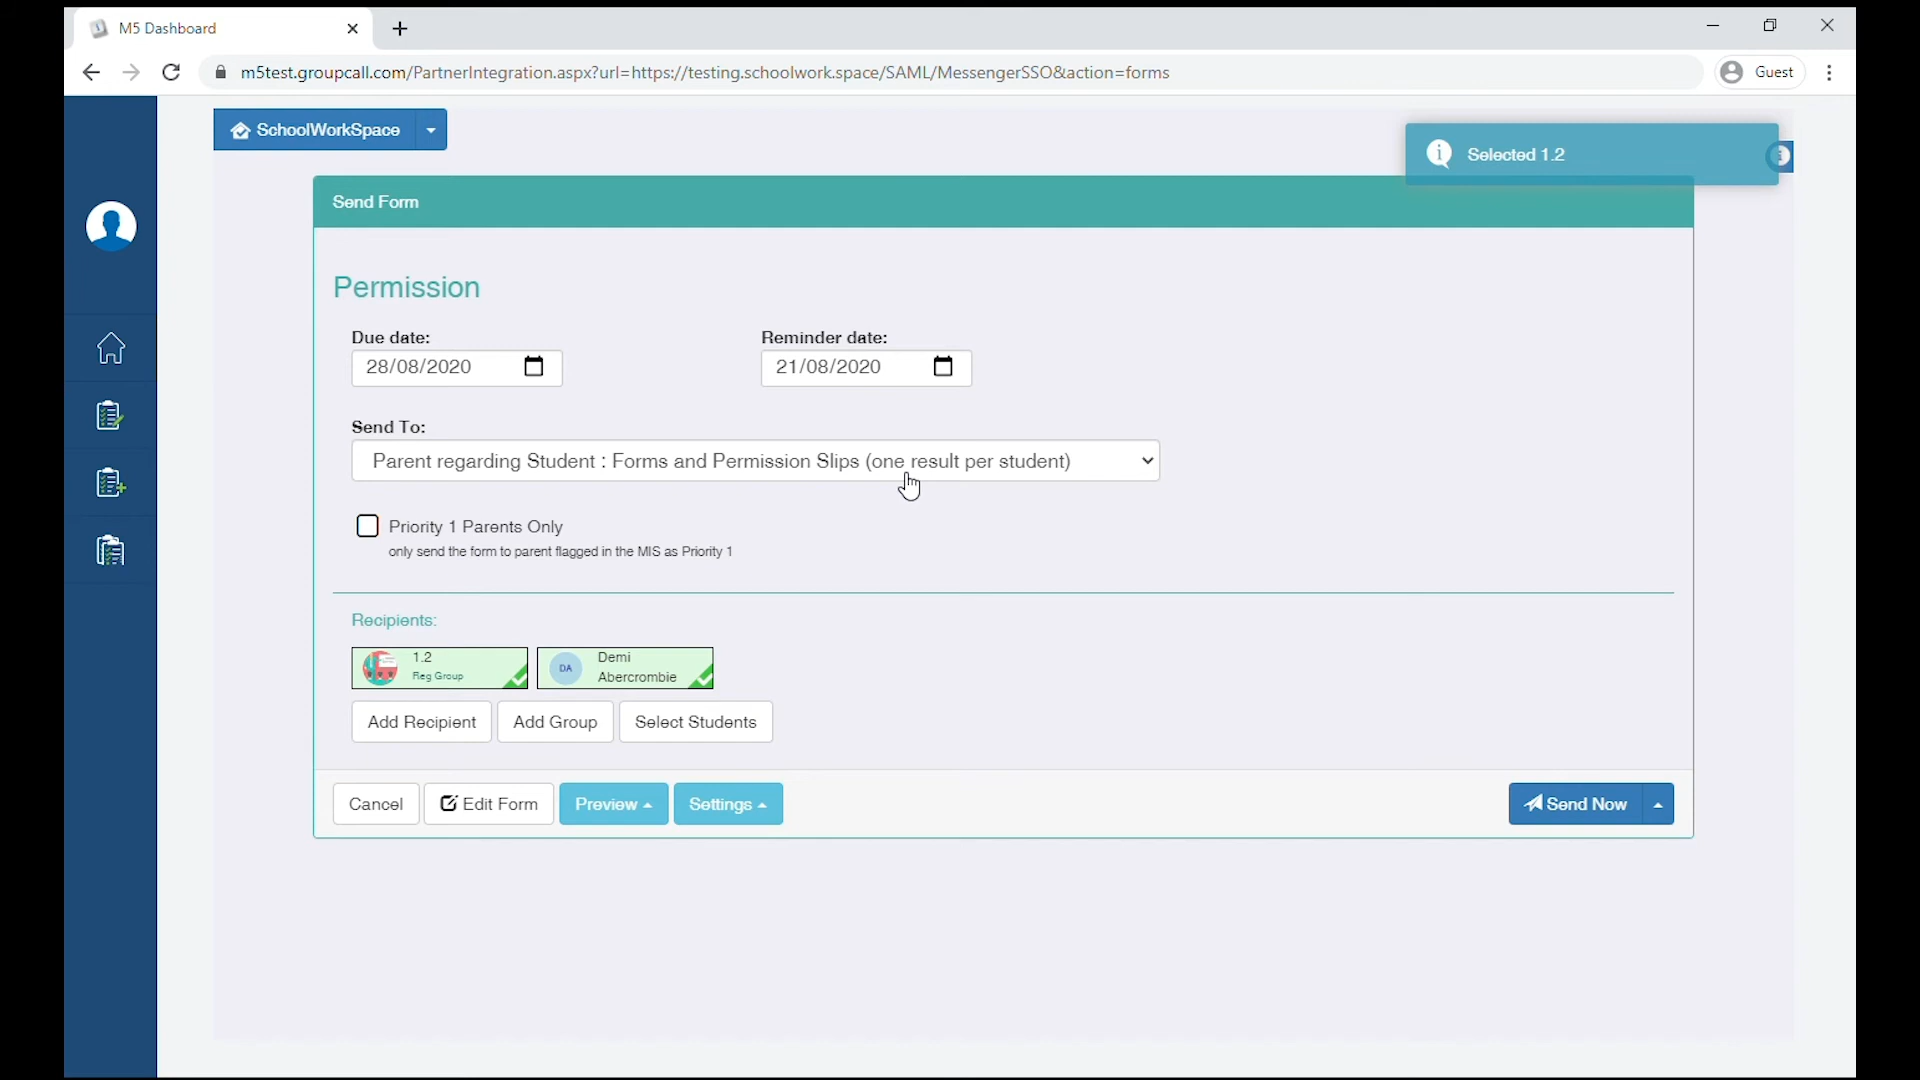 M5 Dashboard
m5test.groupcall.com/PartnerIntegration.aspx?url=https://testing.schoolwork.space/SAML/MessengerSSO&action=forms
Guest
SchoolWorkSpace
Selected 1.2
Send Form
Permission
Due date:
Reminder date:
28/08/2020
21/08/2020
Send To:
Parent regarding Student : Forms and Permission Slips (one result per student)
Priority 1 Parents Only
only send the form to parent flagged in the MIS as Priority 1
Recipients:
1.2
Reg Group
DA
Demi
Abercrombie
Add Recipient
Add Group
Select Students
Cancel
Edit Form
Preview
Settings
Send Now